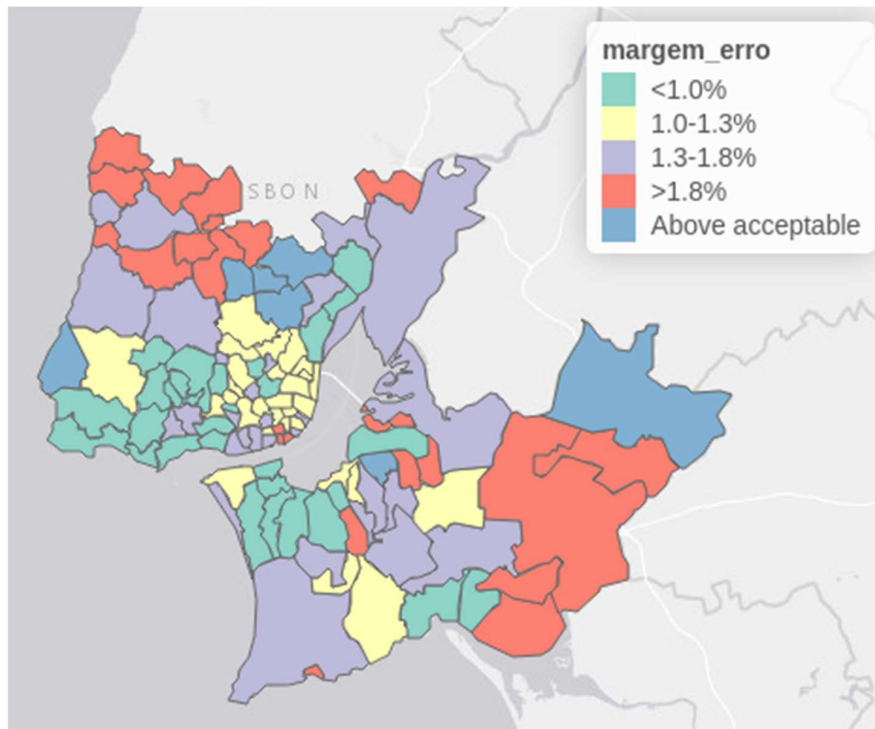 margem_erro
<1.0%
1.0-1.3%
1.3-1.8%
>1.8%
Above acceptable
SBON